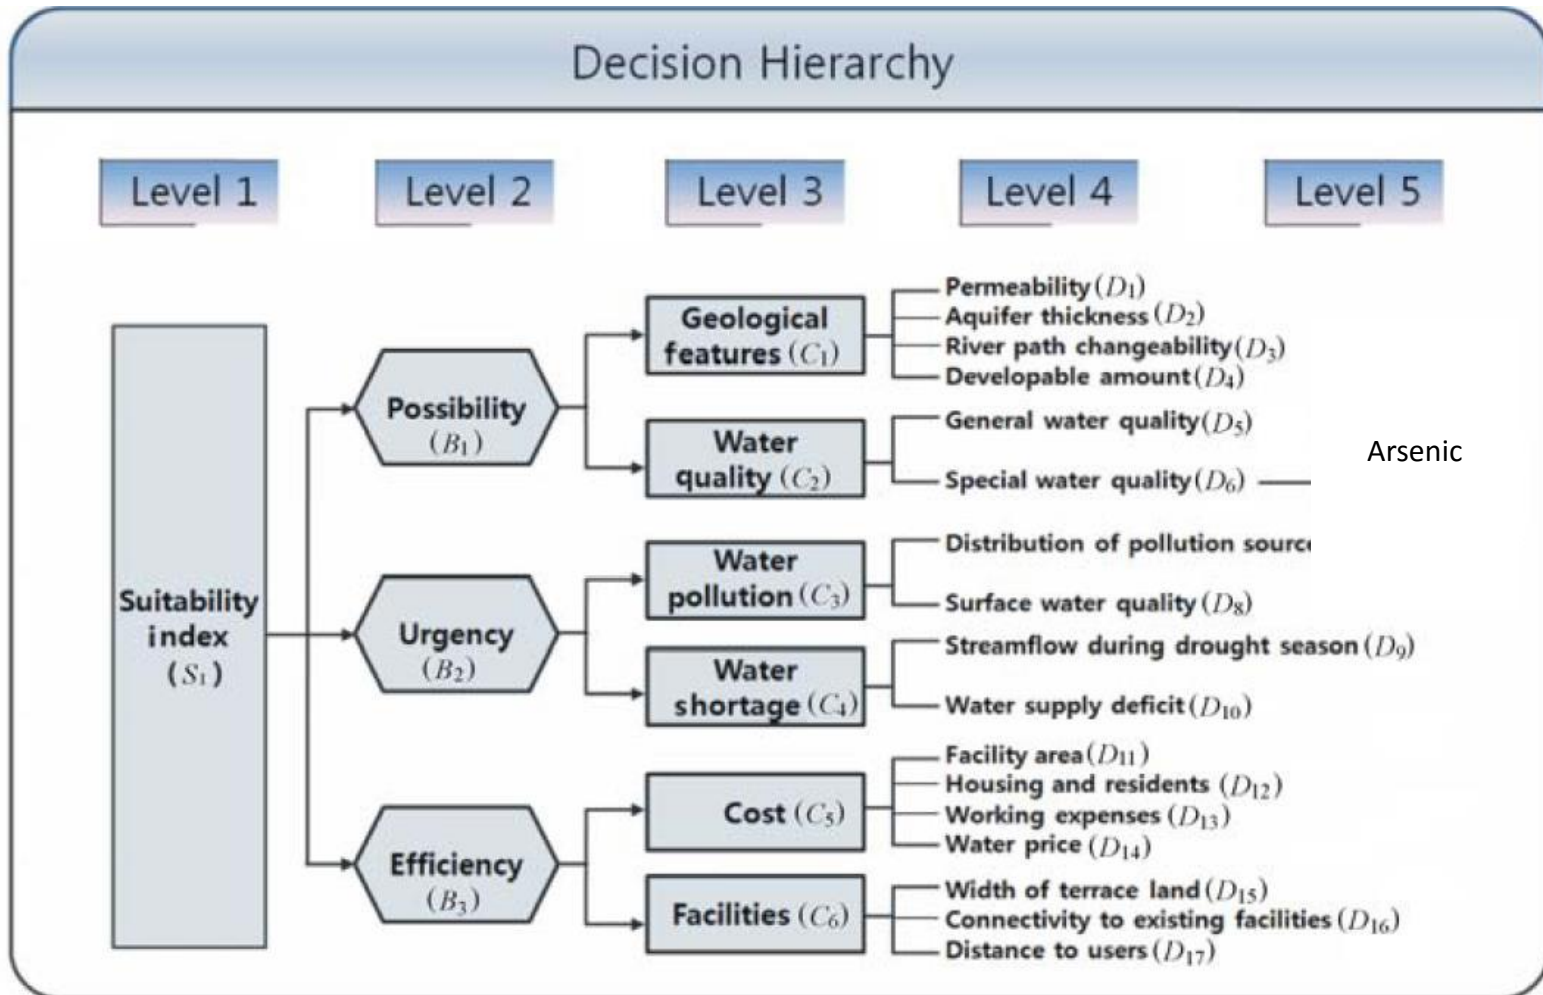 Decision Hierarchy
Level 1
Level 2
Level 3
Level 4
Level 5
Suitability
index
(S₁)
Possibility
(B₁)
Urgency
(B₂)
Efficiency
(B₃)
Geological
features (C₁)
Water
quality (C₂)
Water
pollution (C₃)
Water
shortage (C₄)
Cost (C₅)
Facilities (C₆)
Permeability (D₁)
Aquifer thickness (D₂)
River path changeability (D₃)
Developable amount (D₄)
General water quality (D₅)
Special water quality (D₆)
Distribution of pollution
Surface water quality (D₈)
Streamflow during drought season (D₉)
Water supply deficit (D₁₀)
Facility area (D₁₁)
Housing and residents (D₁₂)
Working expenses (D₁₃)
Water price (D₁₄)
Width of terrace land (D₁₅)
Connectivity to existing facilities (D₁₆)
Distance to users (D₁₇)
Arsenic